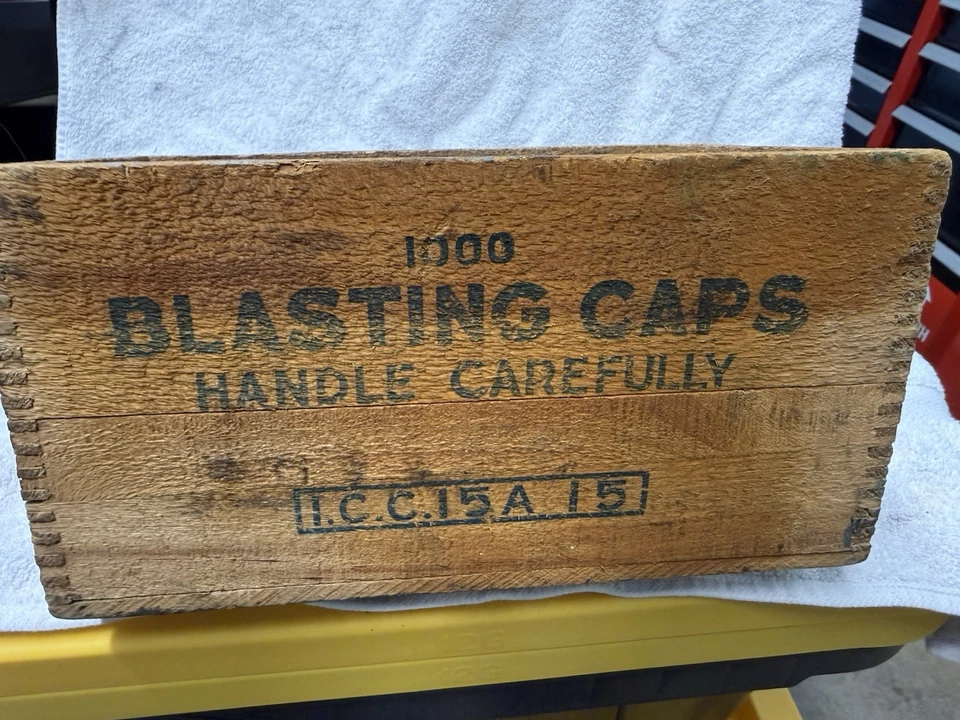 1000
BLASTING CAPS
HANDLE CAREFULLY
I.C.C.15A 15